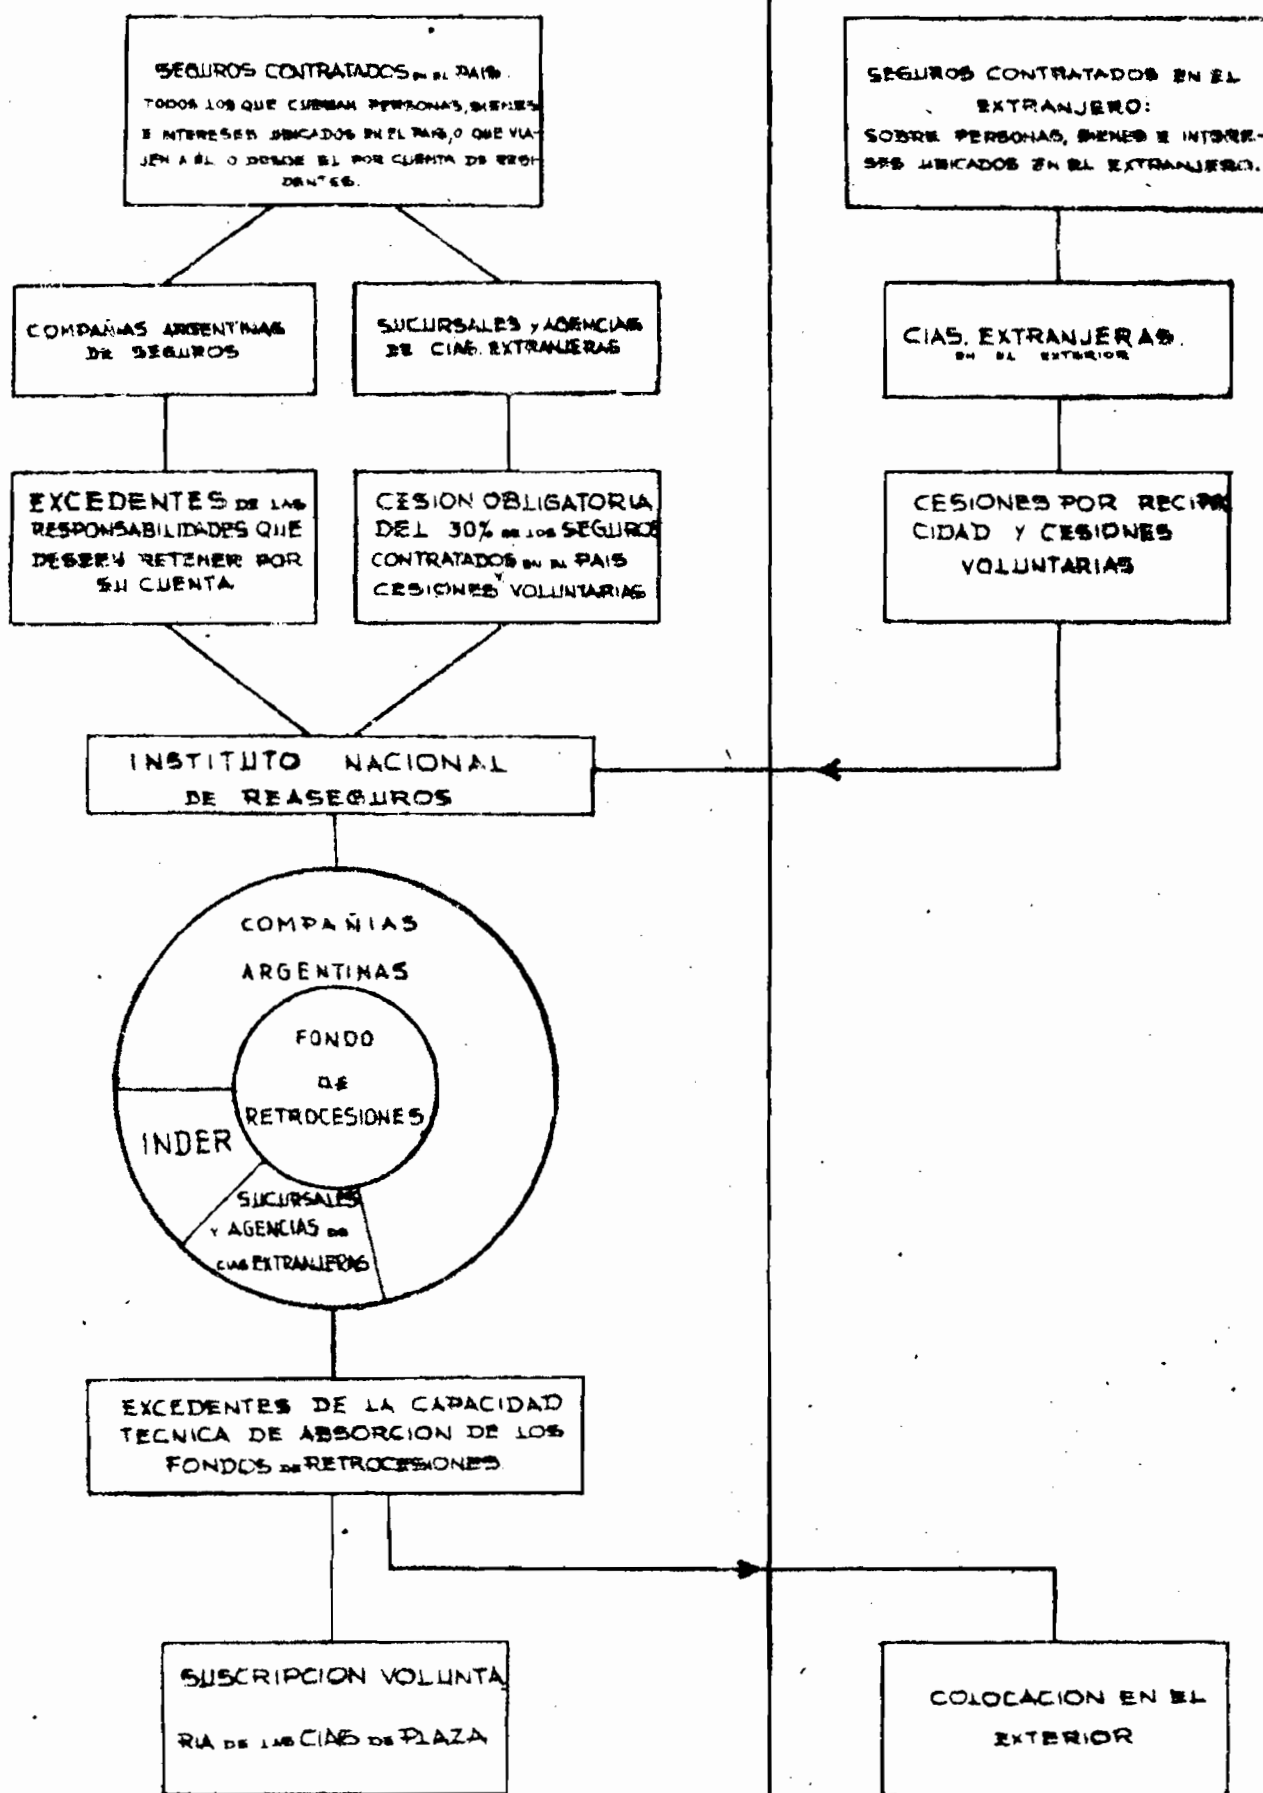 SEGUROS CONTRATADOS EN EL PAIS.
TODOS LOS QUE CUBRAN PERSONAS, BIENES
E INTERESES UBICADOS EN EL PAIS, O QUE VIA-
JEN A ÉL O DESDE EL POR CUENTA DE RESI-
DENTES.
SEGUROS CONTRATADOS EN EL
EXTRANJERO:
SOBRE PERSONAS, BIENES E INTERE-
SES UBICADOS EN EL EXTRANJERO.
COMPAÑIAS ARGENTINAS
DE SEGUROS
SUCURSALES y AGENCIAS
DE CIAS. EXTRANJERAS
CIAS. EXTRANJERAS.
EN EL EXTERIOR
EXCEDENTES DE LAS
RESPONSABILIDADES QUE
DESEEN RETENER POR
SU CUENTA
CESION OBLIGATORIA
DEL 30% DE LOS SEGUROS
CONTRATADOS EN EL PAIS
Y
CESIONES VOLUNTARIAS
CESIONES POR RECIPRO
CIDAD Y CESIONES
VOLUNTARIAS
INSTITUTO NACIONAL
DE REASEGUROS
COMPAÑIAS
ARGENTINAS
FONDO
DE
RETROCESIONES
INDER
SUCURSALES
Y AGENCIAS DE
CIAS EXTRANJERAS
EXCEDENTES DE LA CAPACIDAD
TECNICA DE ABSORCION DE LOS
FONDOS DE RETROCESIONES
SUSCRIPCION VOLUNTA
RIA DE LAS CIAS DE PLAZA
COLOCACION EN EL
EXTERIOR